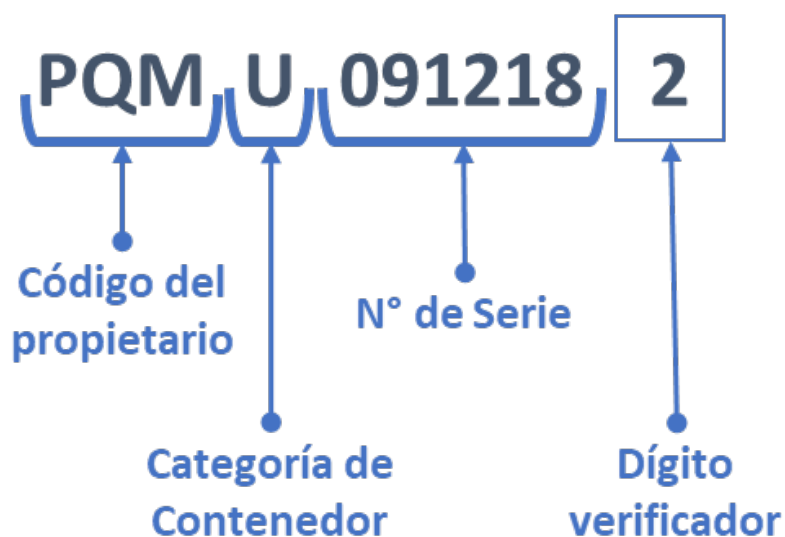 PQM U 091218 2
Código del
propietario
N° de Serie
Categoría de
Contenedor
Dígito
verificador